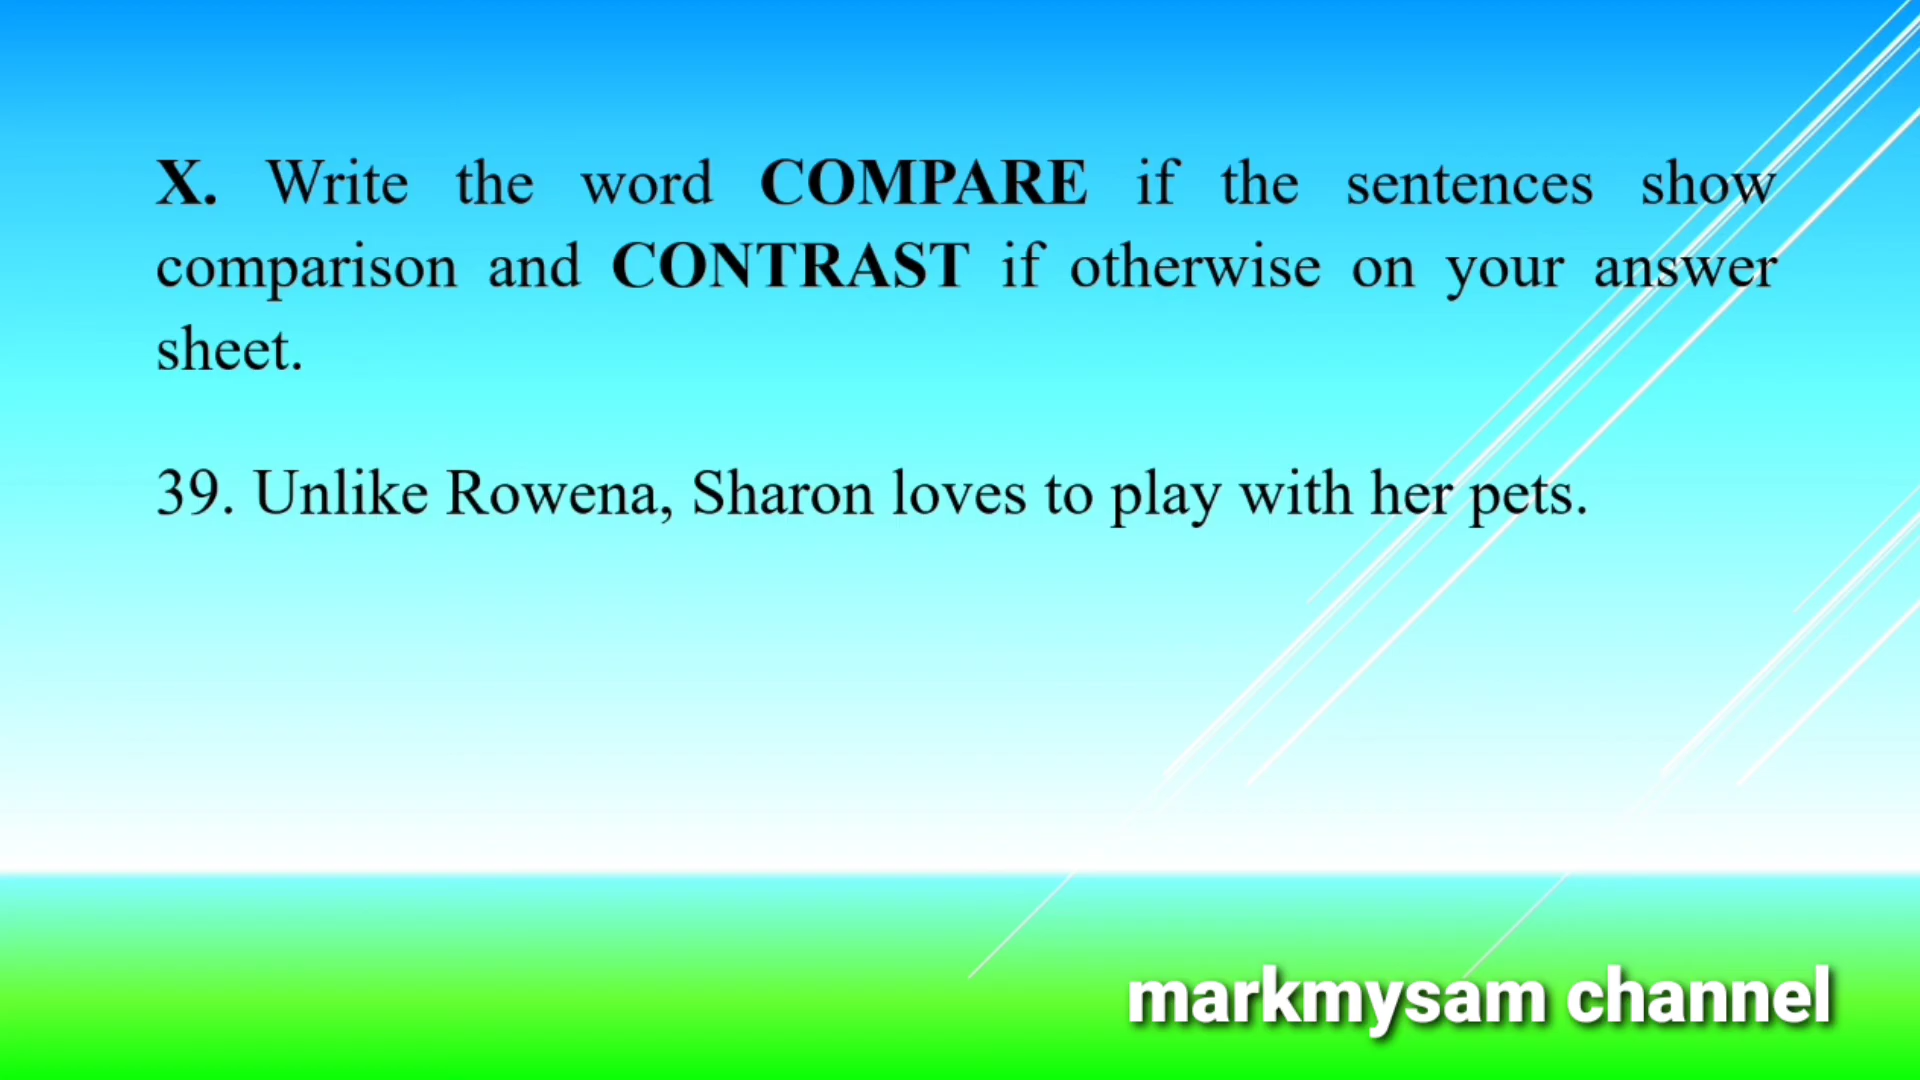 X. Write the word COMPARE if the sentences show
comparison and CONTRAST if otherwise on your answer
sheet.
39. Unlike Rowena, Sharon loves to play with her pets.
markmysam channel